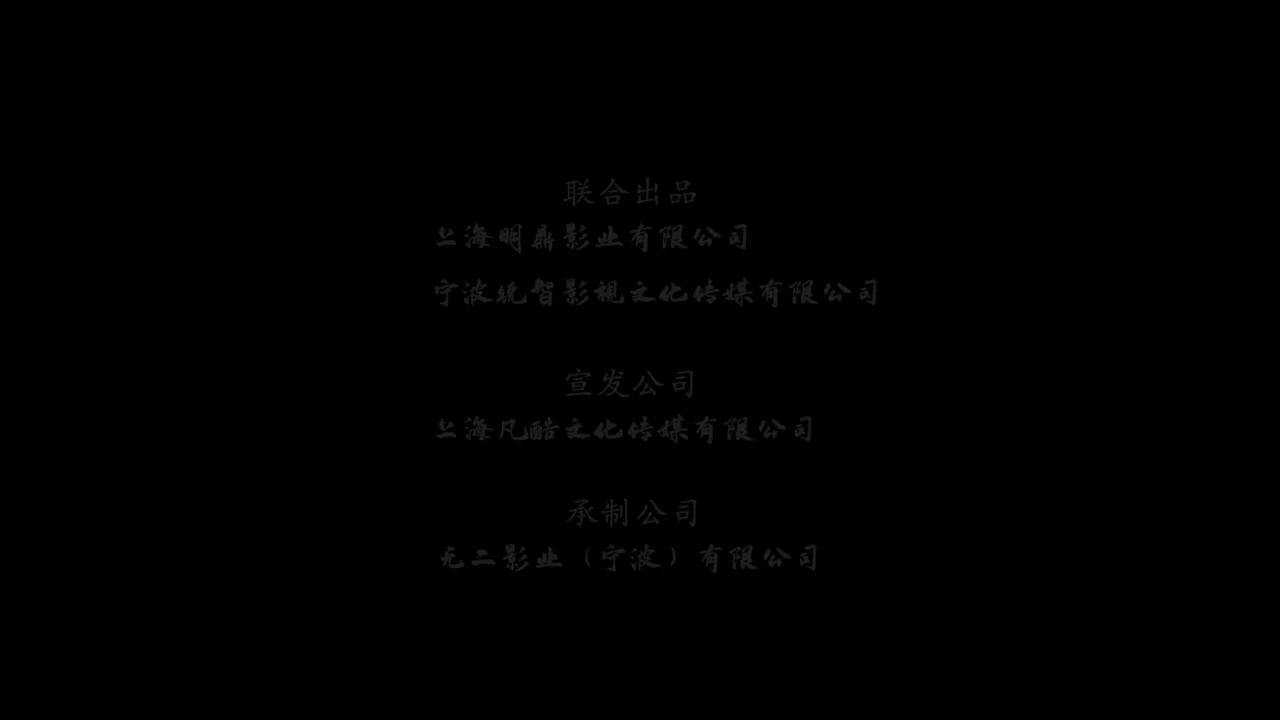 联合出品
上海明鼎影业有限公司
宁波统智影视文化传媒有限公司
宣发公司
上海凡酷文化传媒有限公司
承制公司
无二影业（宁波）有限公司